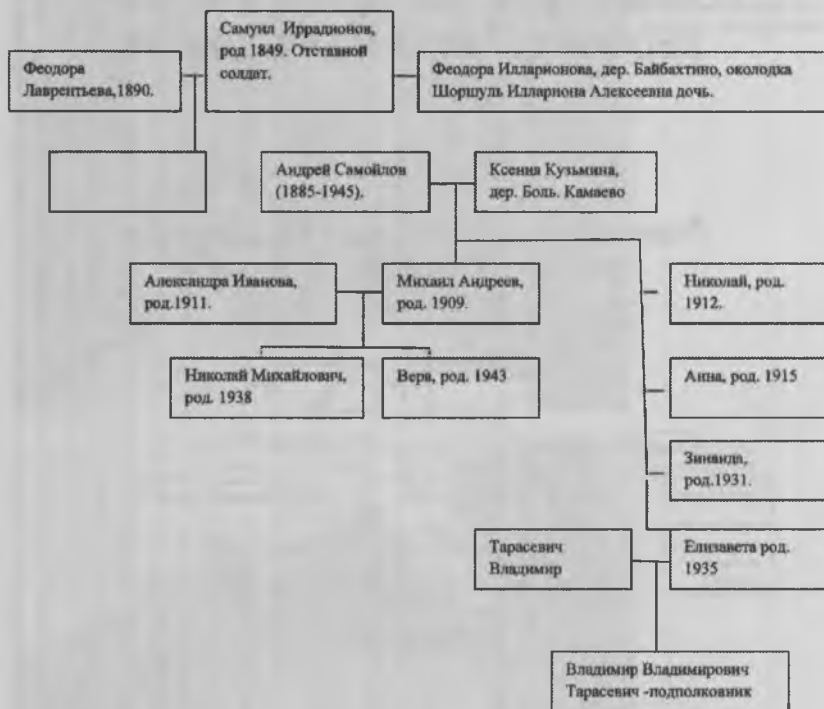 Самуил Иррадионов,
род 1849. Отставной
солдат.
Феодора
Лаврентьева,1890.
Феодора Илларионова, дер. Байбахтино, околодка
Шоршуль Иллариона Алексеевна дочь.
Андрей Самойлов
(1885-1945).
Ксения Кузьмина,
дер. Боль. Камаево
Александра Иванова,
род.1911.
Михаил Андреев,
род. 1909.
Николай, род.
1912.
Николай Михайлович,
род. 1938
Вера, род. 1943
Анна, род. 1915
Зинаида,
род.1931.
Тарасевич
Владимир
Елизавета род.
1935
Владимир Владимирович
Тарасевич -подполковник